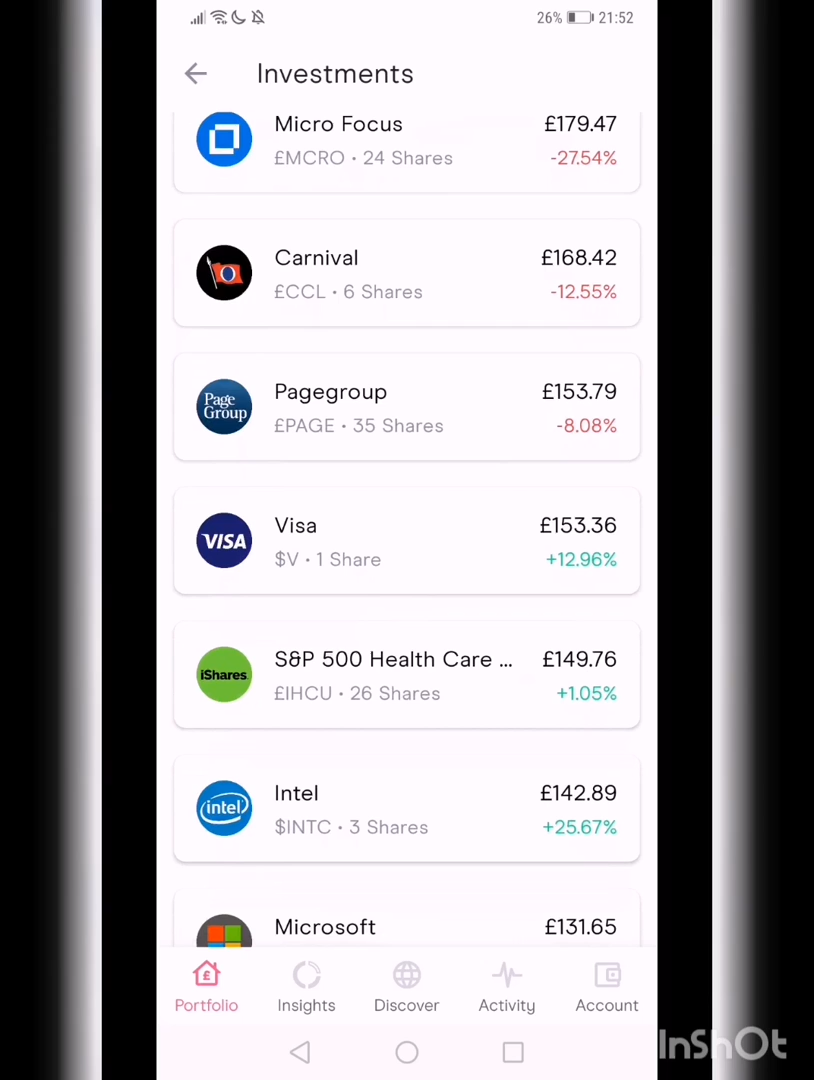 26% 21:52
Investments
Micro Focus £179.47
£MCRO • 24 Shares -27.54%
Carnival £168.42
£CCL • 6 Shares -12.55%
Page
Group
Pagegroup £153.79
£PAGE • 35 Shares -8.08%
VISA
Visa £153.36
$V • 1 Share +12.96%
iShares
S&P 500 Health Care ... £149.76
£IHCU • 26 Shares +1.05%
intel
Intel £142.89
$INTC • 3 Shares +25.67%
Microsoft £131.65
£
Portfolio Insights Discover Activity Account
InShOt